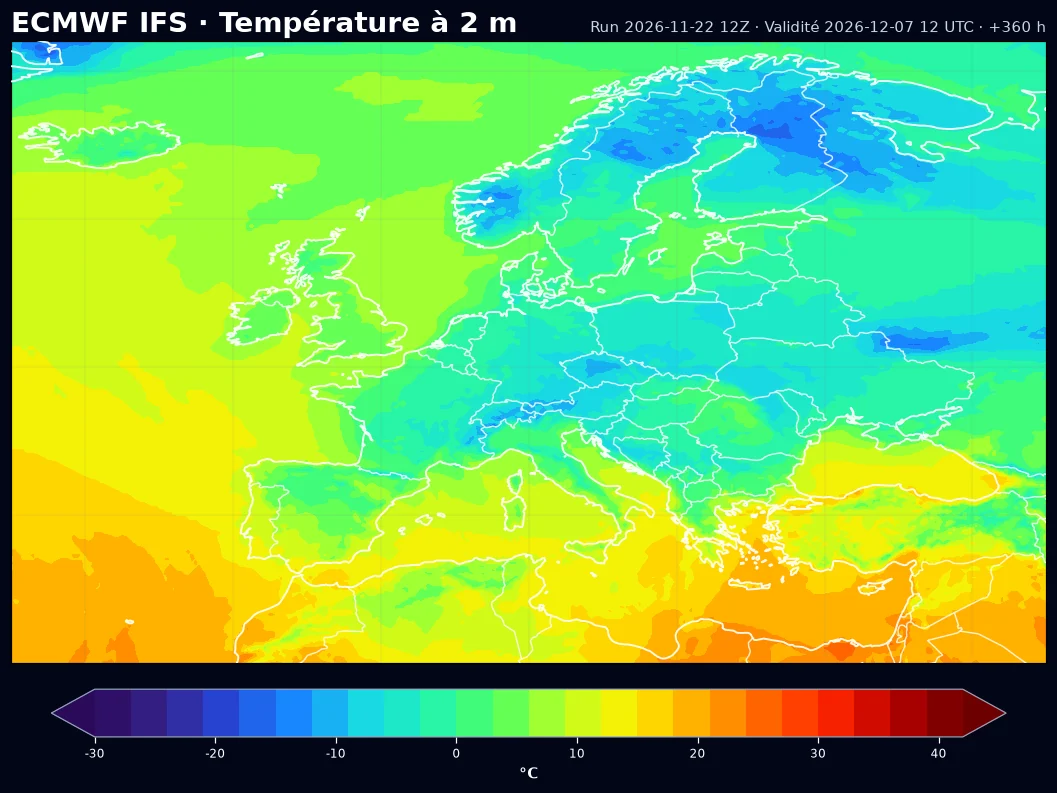 ECMWF IFS · Température à 2 m
Run 2026-11-22 12Z · Validité 2026-12-07 12 UTC · +360 h
-30 -20 -10 0 10 20 30 40
°C